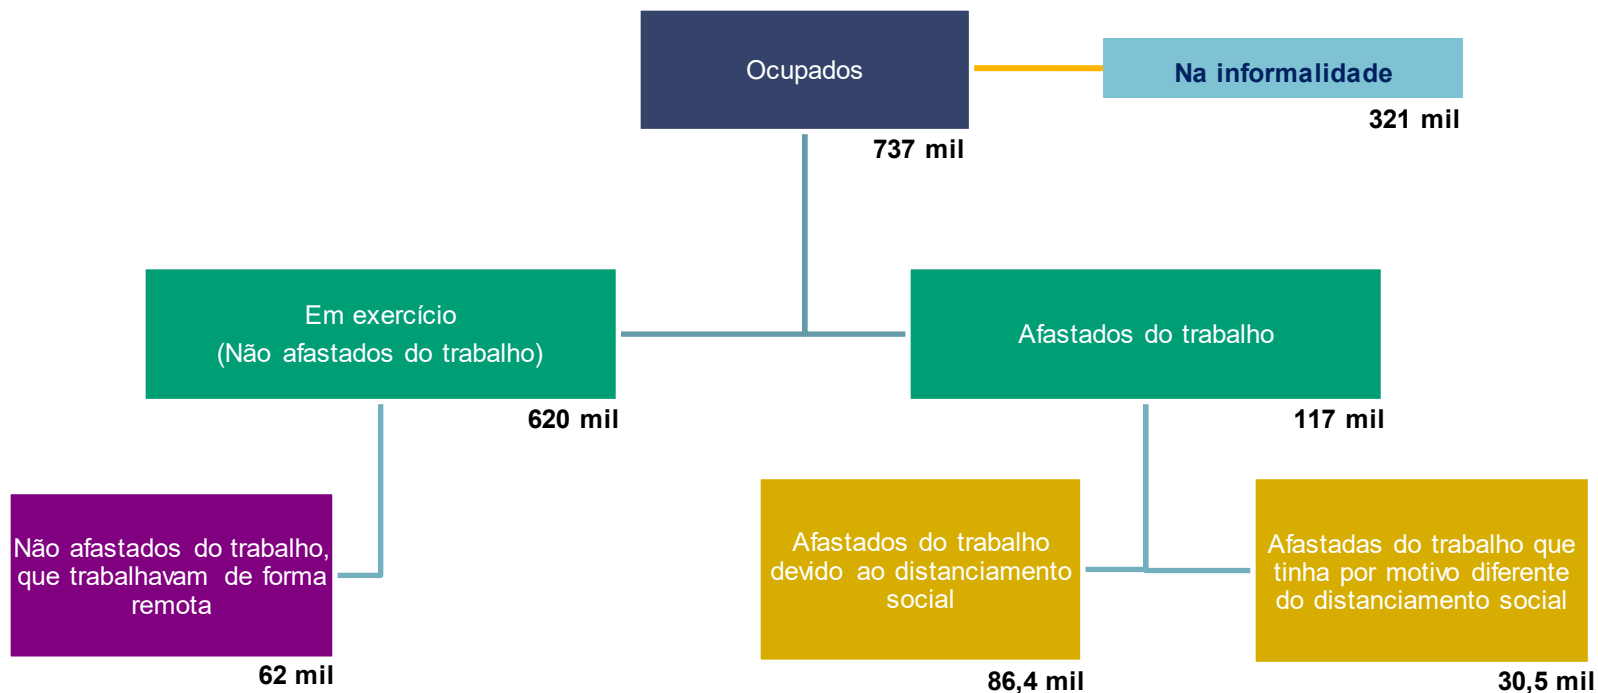 Ocupados
Na informalidade
321 mil
737 mil
Em exercício
(Não afastados do trabalho)
620 mil
Afastados do trabalho
117 mil
Não afastados do trabalho,
que trabalhavam de forma
remota
62 mil
Afastados do trabalho
devido ao distanciamento
social
86,4 mil
Afastadas do trabalho que
tinha por motivo diferente
do distanciamento social
30,5 mil